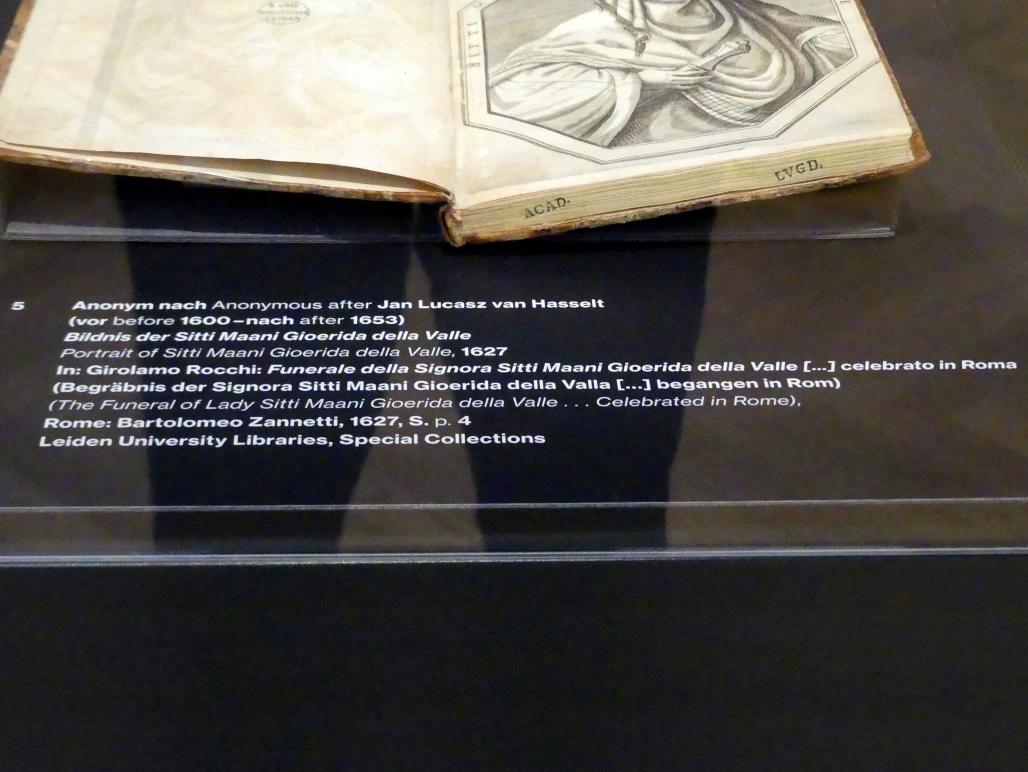 LEIDEN
SITTI
ACAD.
LVGD.
5 Anonym nach Anonymous after Jan Lucasz van Hasselt
(vor before 1600–nach after 1653)
Bildnis der Sitti Maani Gioerida della Valle
Portrait of Sitti Maani Gioerida della Valle, 1627
In: Girolamo Rocchi: Funerale della Signora Sitti Maani Gioerida della Valle [...] celebrato in Roma
(Begräbnis der Signora Sitti Maani Gioerida della Valla [...] begangen in Rom)
(The Funeral of Lady Sitti Maani Gioerida della Valle . . . Celebrated in Rome),
Rome: Bartolomeo Zannetti, 1627, S. p. 4
Leiden University Libraries, Special Collections